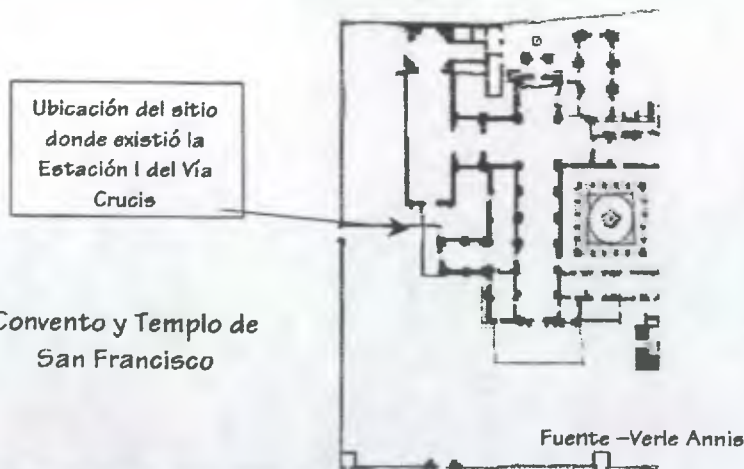 Ubicación del sitio
donde existió la
Estación I del Vía
Crucis
Convento y Templo de
San Francisco
Fuente –Verle Annis